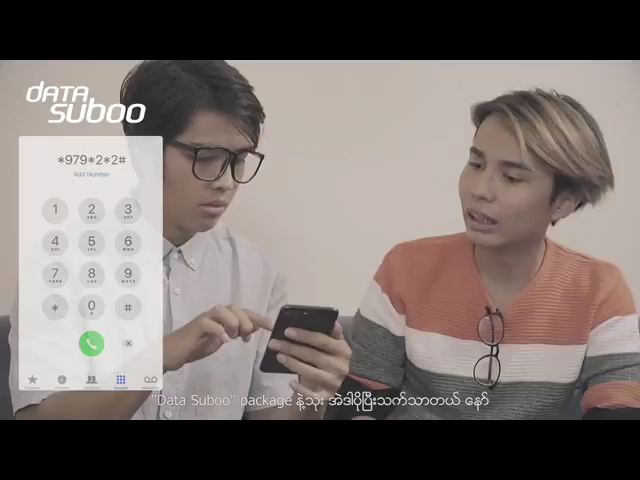 dATA
suboo
*979*2*2#
Add Number
1 2 3
ABC DEF
4 5 6
GHI JKL MNO
7 8 9
PQRS TUV WXYZ
* 0 #
+
"Data Suboo" package နဲ့သုံး အဲဒါပိုပြီးသက်သာတယ် နော်